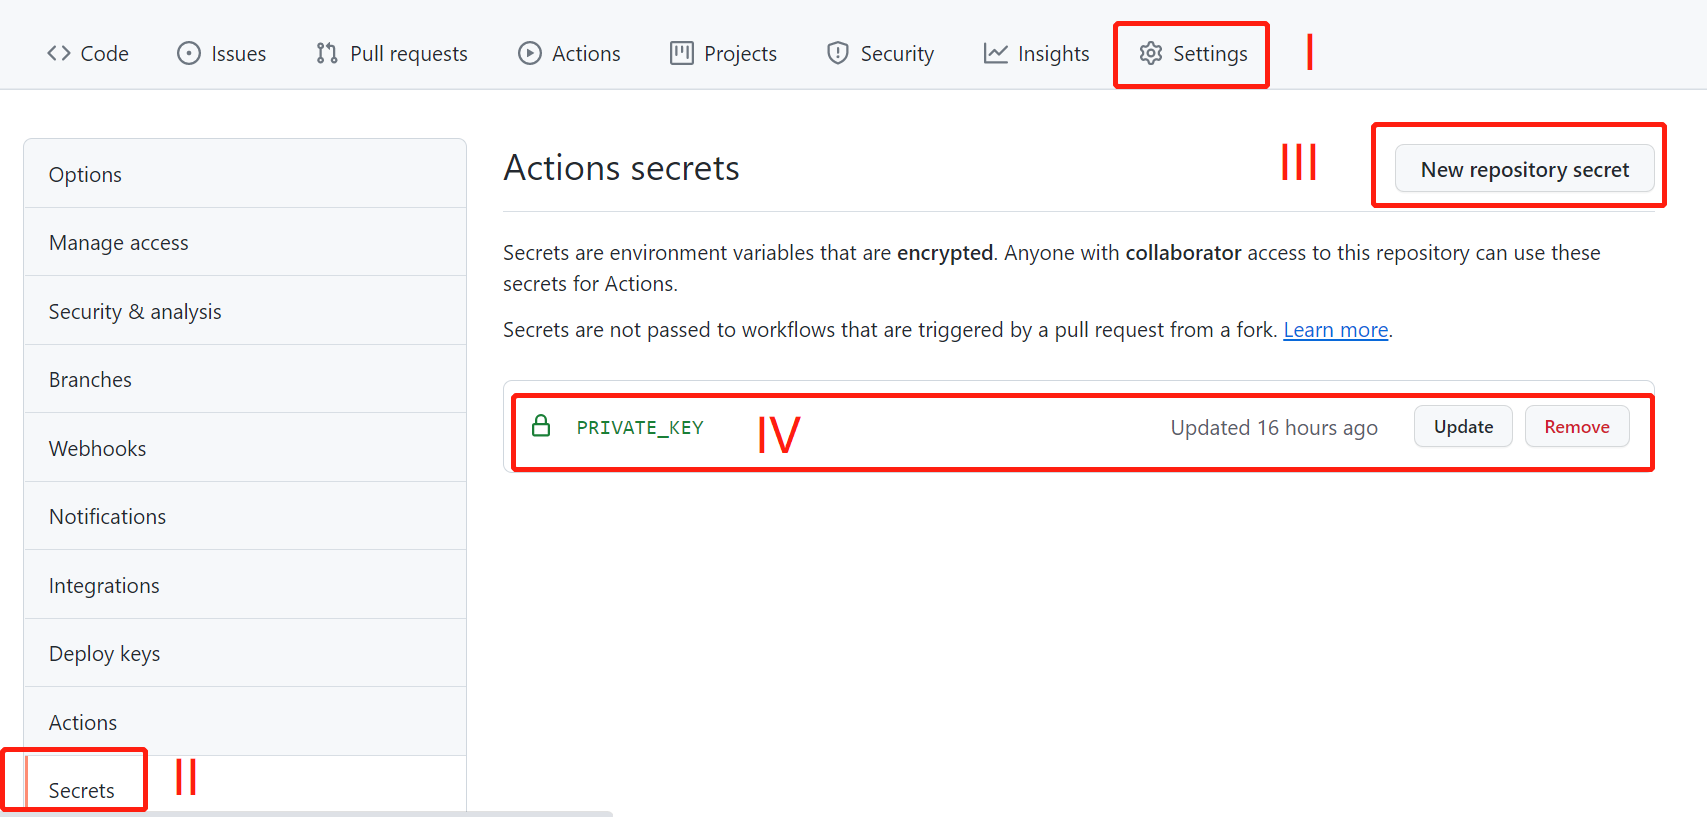 Code Issues Pull requests Actions Projects Security Insights Settings I
Options
Manage access
Security & analysis
Branches
Webhooks
Notifications
Integrations
Deploy keys
Actions
Secrets II
Actions secrets III New repository secret
Secrets are environment variables that are encrypted. Anyone with collaborator access to this repository can use these
secrets for Actions.
Secrets are not passed to workflows that are triggered by a pull request from a fork. Learn more.
PRIVATE_KEY IV Updated 16 hours ago Update Remove